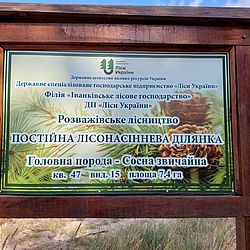 Ліси
України
Державне агентство лісових ресурсів України
Державне спеціалізоване господарське підприємство «Ліси України»
Філія «Іванківське лісове господарство»
ДП «Ліси України»
Розважівське лісництво
ПОСТІЙНА ЛІСОНАСІННЕВА ДІЛЯНКА
Головна порода - Сосна звичайна
кв. 47 - вид. 15 площа 7,4 га